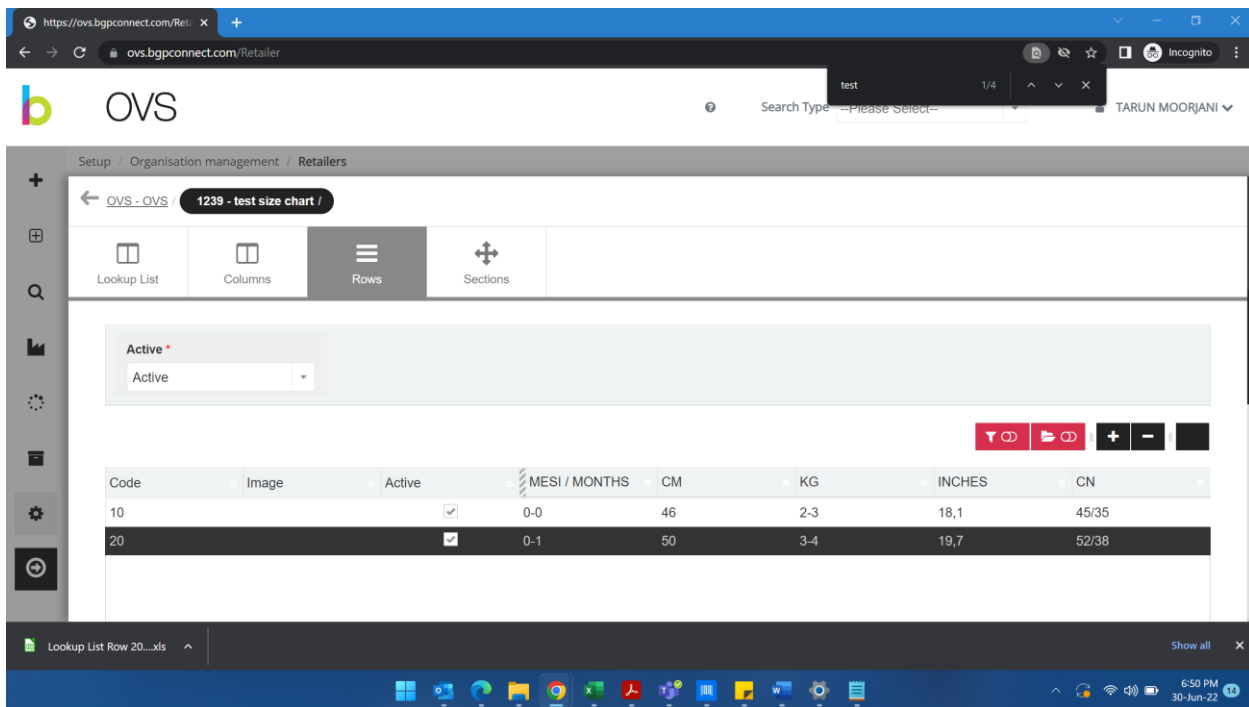 https://ovs.bgpconnect.com/Reta
ovs.bgpconnect.com/Retailer
Incognito
test 1/4
b OVS
Search Type --Please Select--
TARUN MOORJANI
Setup / Organisation management / Retailers
OVS - OVS / 1239 - test size chart /
Lookup List Columns Rows Sections
Active *
Active
Code Image Active MESI / MONTHS CM KG INCHES CN
10 0-0 46 2-3 18,1 45/35
20 0-1 50 3-4 19,7 52/38
Lookup List Row 20....xls
Show all
6:50 PM
30-Jun-22
14